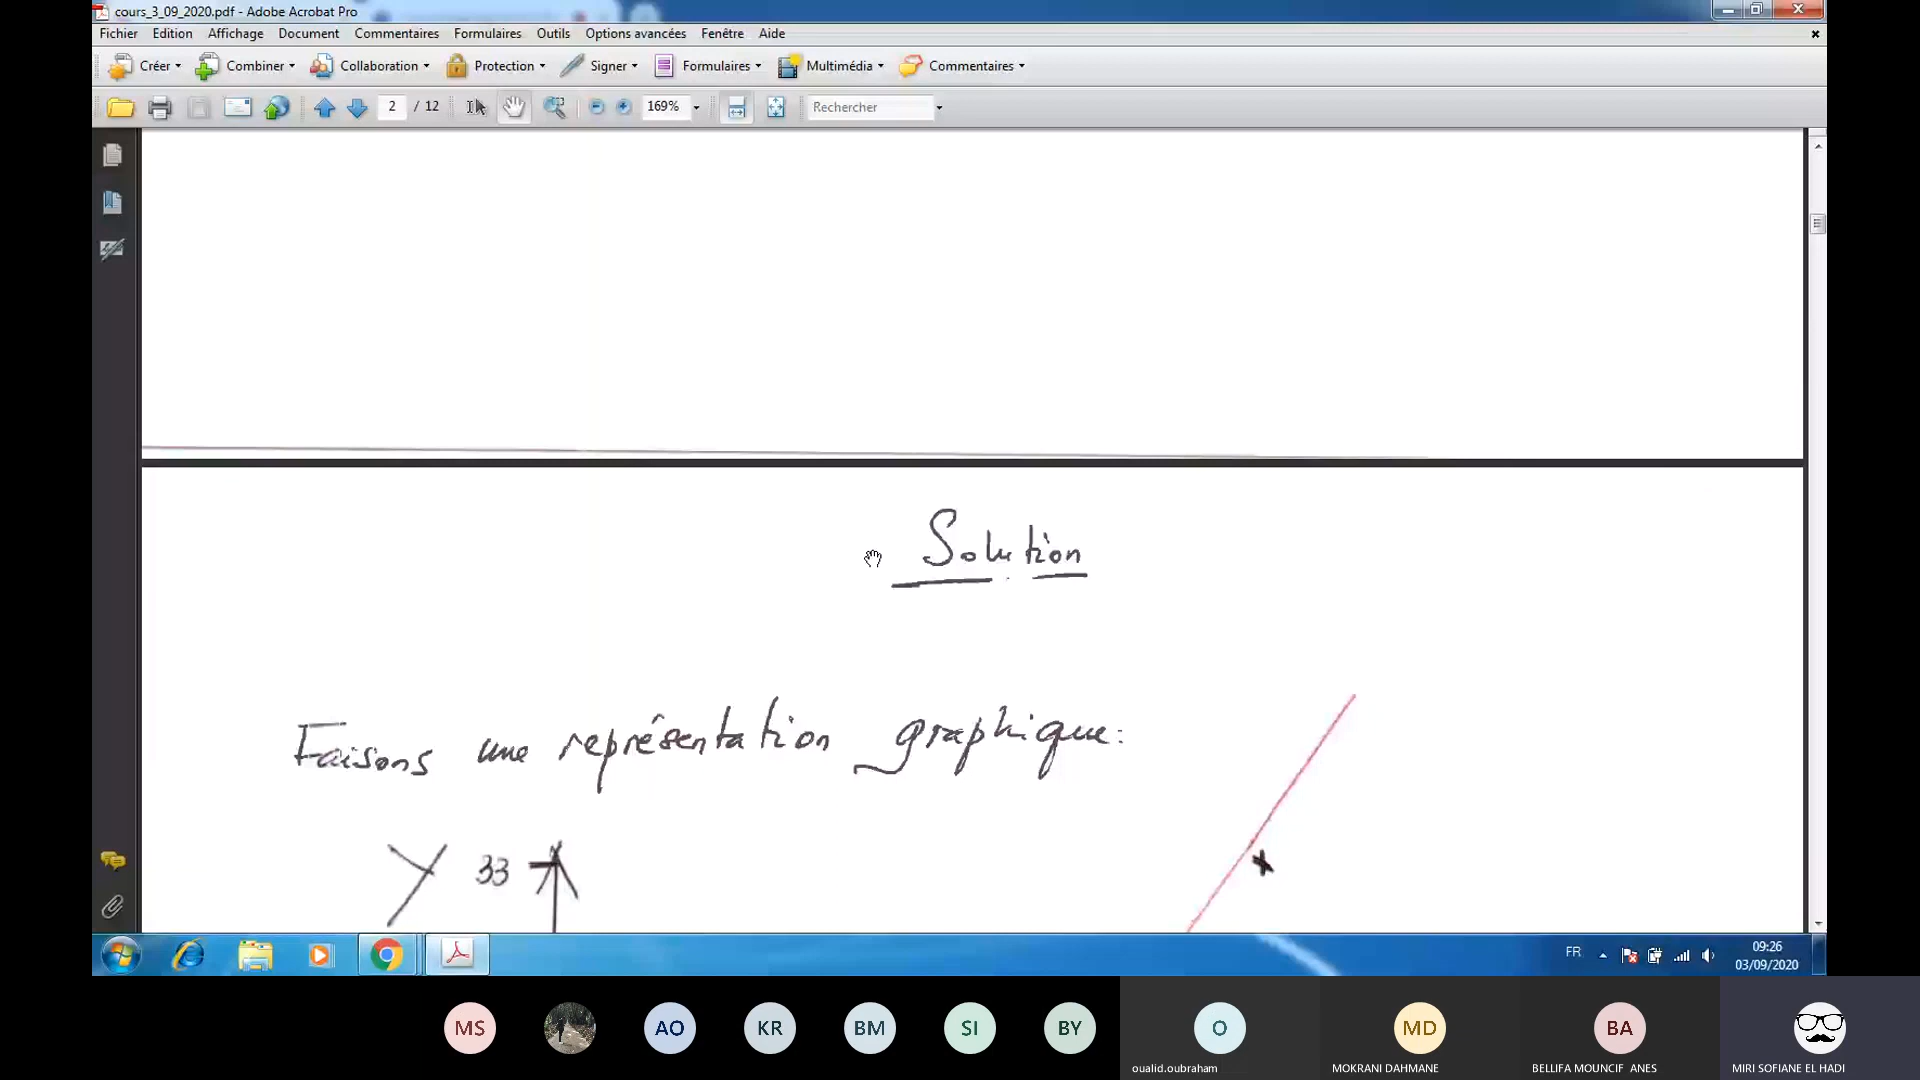 cours_3_09_2020.pdf - Adobe Acrobat Pro
Fichier Edition Affichage Document Commentaires Formulaires Outils Options avancées Fenêtre Aide
Créer Combiner Collaboration Protection Signer Formulaires Multimédia Commentaires
2 / 12 169% Rechercher
Solution
Faisons une représentation graphique:
Y 33
FR 09:26
03/09/2020
MS AO KR BM SI BY O MD BA
oualid.oubraham MOKRANI DAHMANE BELLIFA MOUNCIF ANES MIRI SOFIANE EL HADI